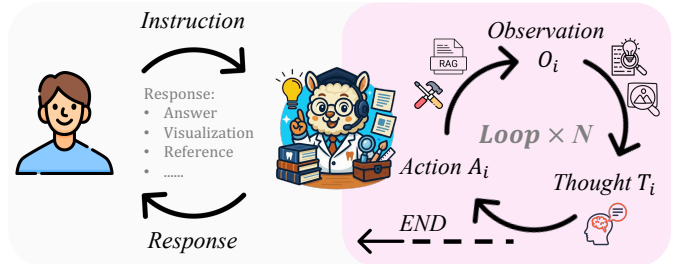 Instruction
Response:
• Answer
• Visualization
• Reference
• ......
Response
Observation
O_i
RAG
Loop × N
Action A_i
Thought T_i
END